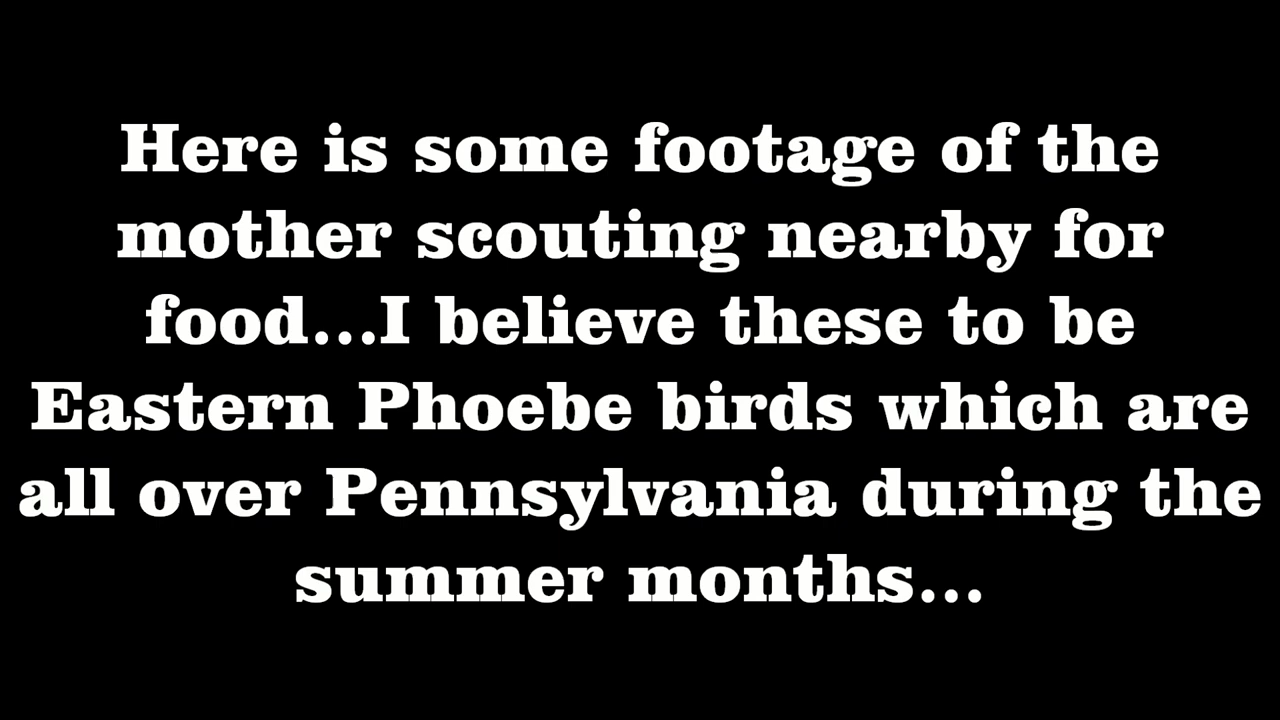 Here is some footage of the
mother scouting nearby for
food...I believe these to be
Eastern Phoebe birds which are
all over Pennsylvania during the
summer months...